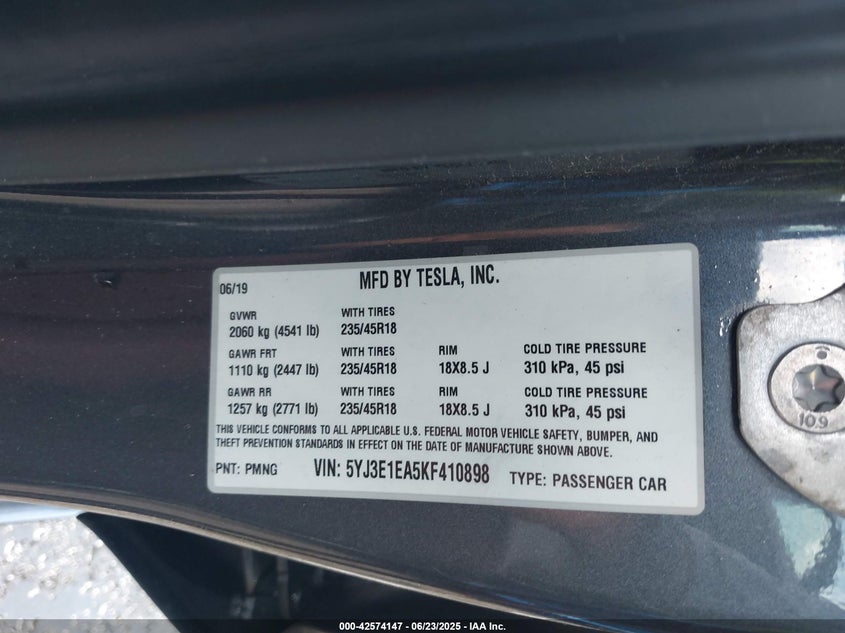 06/19 MFD BY TESLA, INC.
GVWR WITH TIRES
2060 kg (4541 lb) 235/45R18
GAWR FRT WITH TIRES RIM COLD TIRE PRESSURE
1110 kg (2447 lb) 235/45R18 18X8.5 J 310 kPa, 45 psi
GAWR RR WITH TIRES RIM COLD TIRE PRESSURE
1257 kg (2771 lb) 235/45R18 18X8.5 J 310 kPa, 45 psi
THIS VEHICLE CONFORMS TO ALL APPLICABLE U.S. FEDERAL MOTOR VEHICLE SAFETY, BUMPER, AND
THEFT PREVENTION STANDARDS IN EFFECT ON THE DATE OF MANUFACTURE SHOWN ABOVE.
PNT: PMNG VIN: 5YJ3E1EA5KF410898 TYPE: PASSENGER CAR
10.9
000-42574147 - 06/23/2025 - IAA Inc.